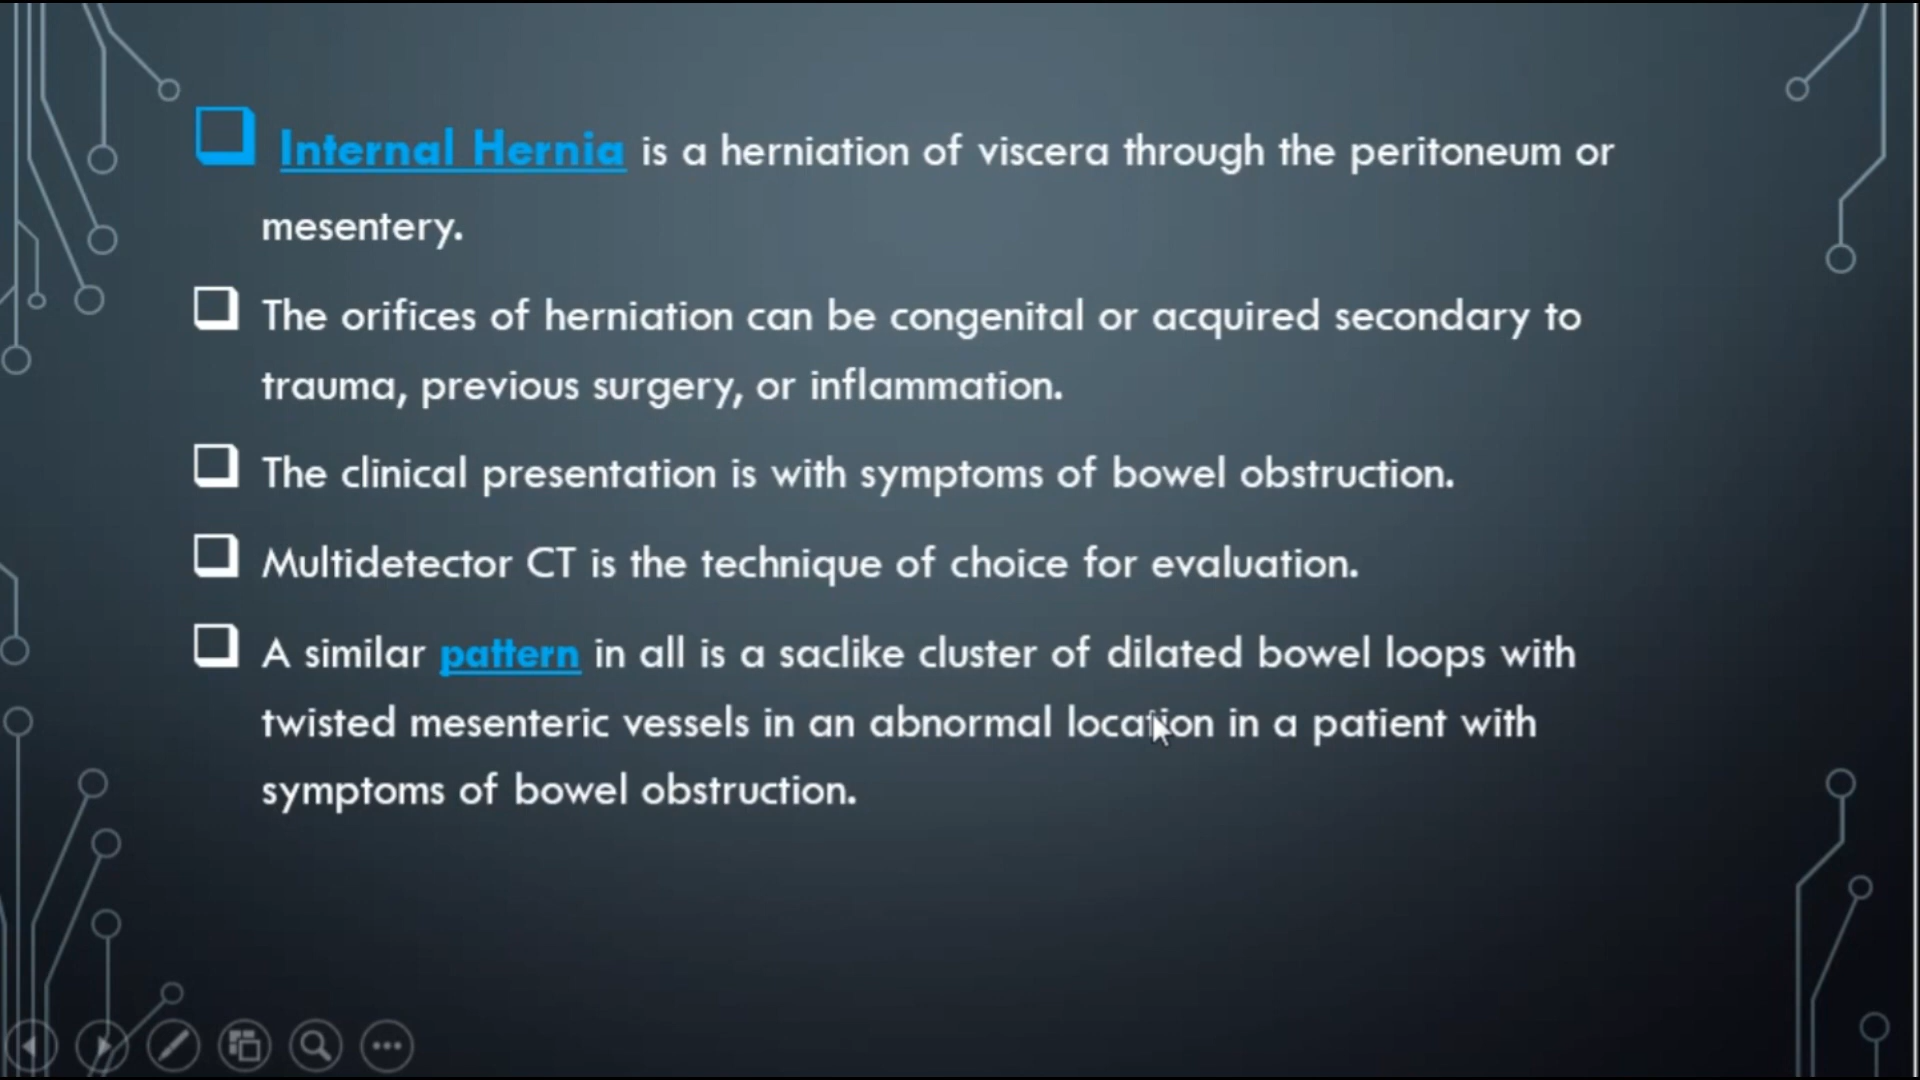 Internal Hernia is a herniation of viscera through the peritoneum or
mesentery.
The orifices of herniation can be congenital or acquired secondary to
trauma, previous surgery, or inflammation.
The clinical presentation is with symptoms of bowel obstruction.
Multidetector CT is the technique of choice for evaluation.
A similar pattern in all is a saclike cluster of dilated bowel loops with
twisted mesenteric vessels in an abnormal location in a patient with
symptoms of bowel obstruction.